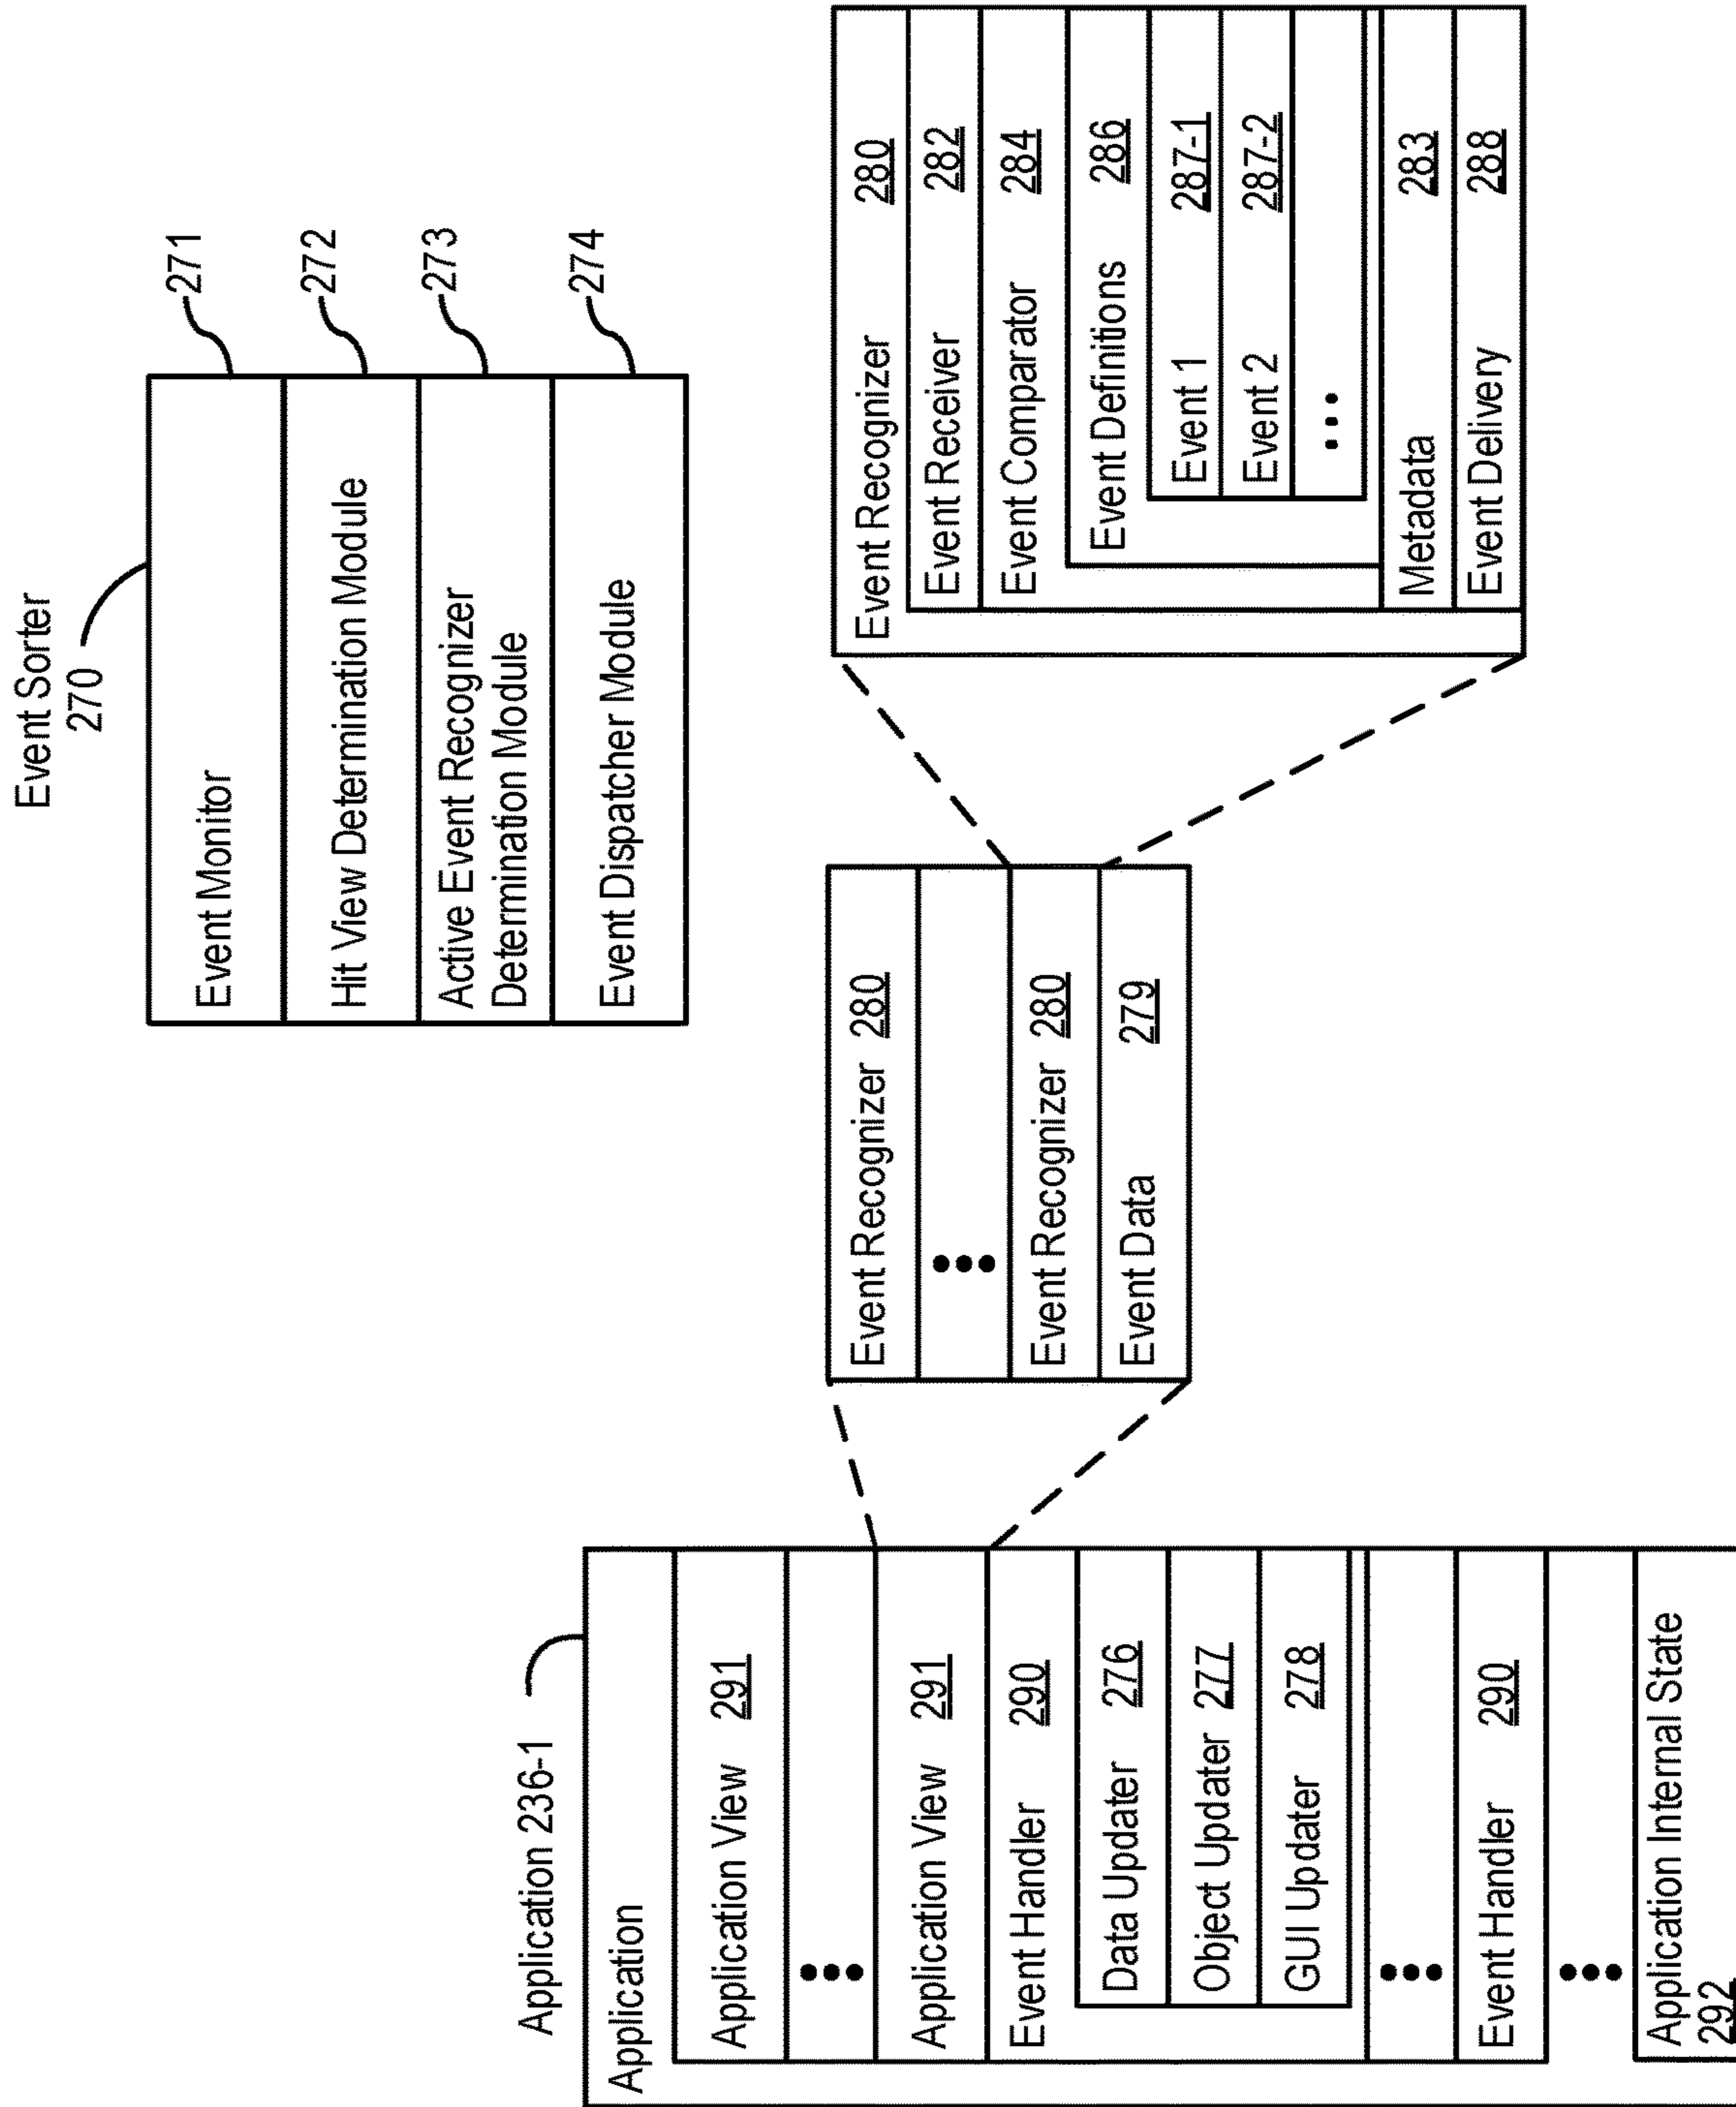 Event Sorter
270
Event Monitor
271
Hit View Determination Module
272
Active Event Recognizer
Determination Module
273
Event Dispatcher Module
274
Application 236-1
Application
Application View 291
•••
Application View 291
Event Handler 290
Data Updater 276
Object Updater 277
GUI Updater 278
•••
Event Handler 290
•••
Application Internal State
292
Event Recognizer 280
•••
Event Recognizer 280
Event Data 279
Event Recognizer 280
Event Receiver 282
Event Comparator 284
Event Definitions 286
Event 1 287-1
Event 2 287-2
...
Metadata 283
Event Delivery 288